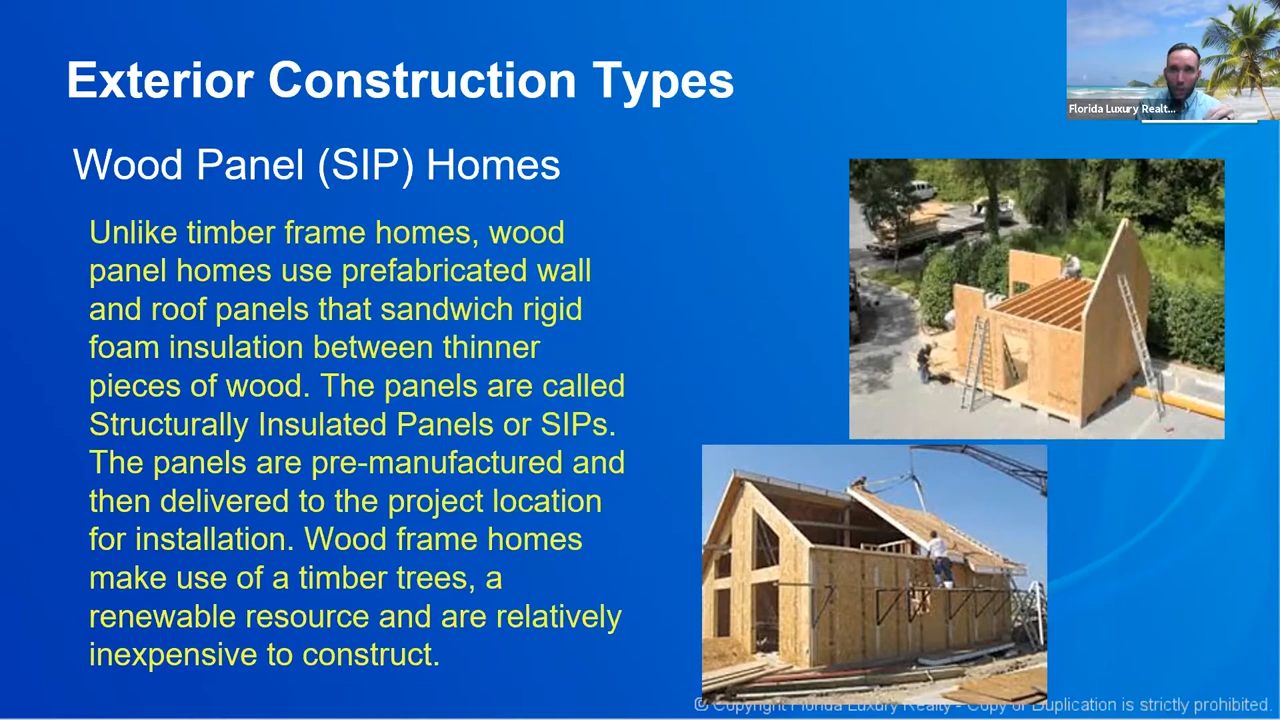 Exterior Construction Types
Florida Luxury Realt...
Wood Panel (SIP) Homes
Unlike timber frame homes, wood
panel homes use prefabricated wall
and roof panels that sandwich rigid
foam insulation between thinner
pieces of wood. The panels are called
Structurally Insulated Panels or SIPs.
The panels are pre-manufactured and
then delivered to the project location
for installation. Wood frame homes
make use of a timber trees, a
renewable resource and are relatively
inexpensive to construct.
© Copyright Florida Luxury Realty - Copy or Duplication is strictly prohibited.